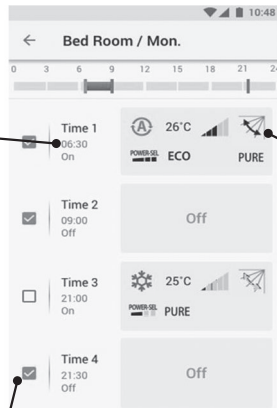 10:48
Bed Room / Mon.
0 3 6 9 12 15 18 21 24
Time 1
06:30
On
A 26°C
POWER-SEL ECO PURE
Time 2
09:00
Off
Off
Time 3
21:00
On
25°C
POWER-SEL PURE
Time 4
21:30
Off
Off